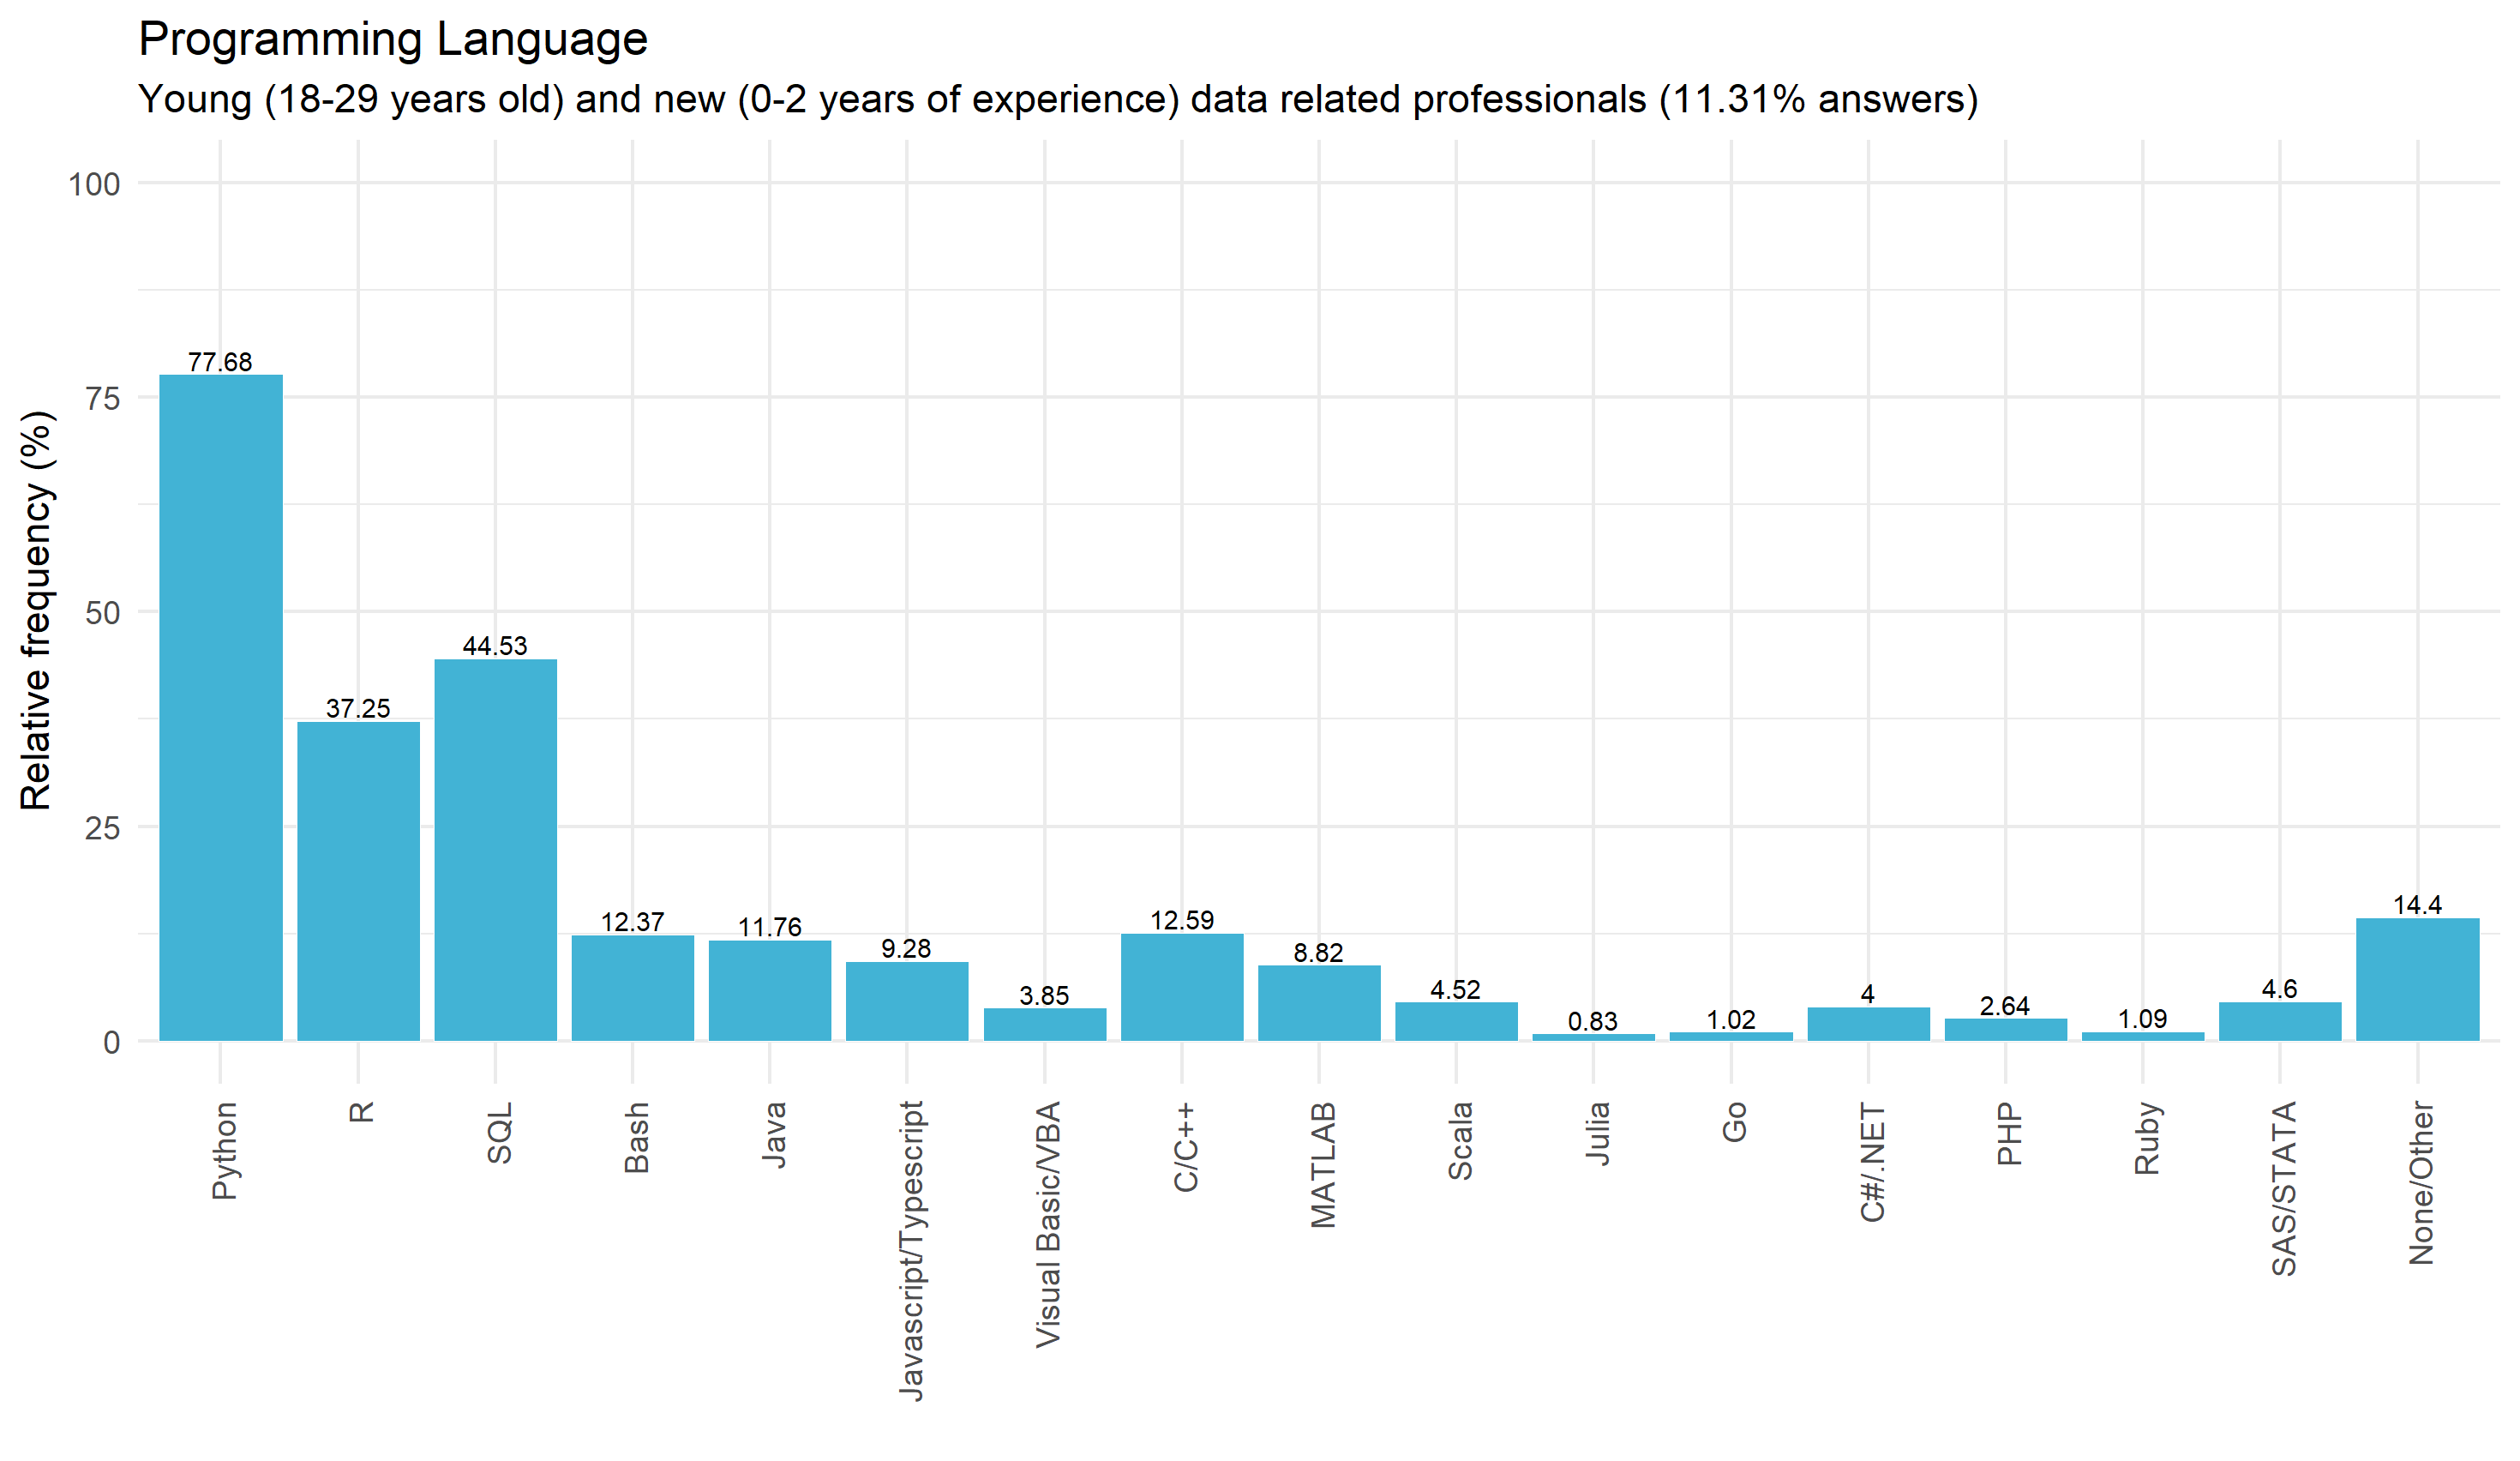 Programming Language
Young (18-29 years old) and new (0-2 years of experience) data related professionals (11.31% answers)
Relative frequency (%)
100
75
50
25
0
77.68
37.25
44.53
12.37
11.76
9.28
3.85
12.59
8.82
4.52
0.83
1.02
4
2.64
1.09
4.6
14.4
Python
R
SQL
Bash
Java
Javascript/Typescript
Visual Basic/VBA
C/C++
MATLAB
Scala
Julia
Go
C#/.NET
PHP
Ruby
SAS/STATA
None/Other